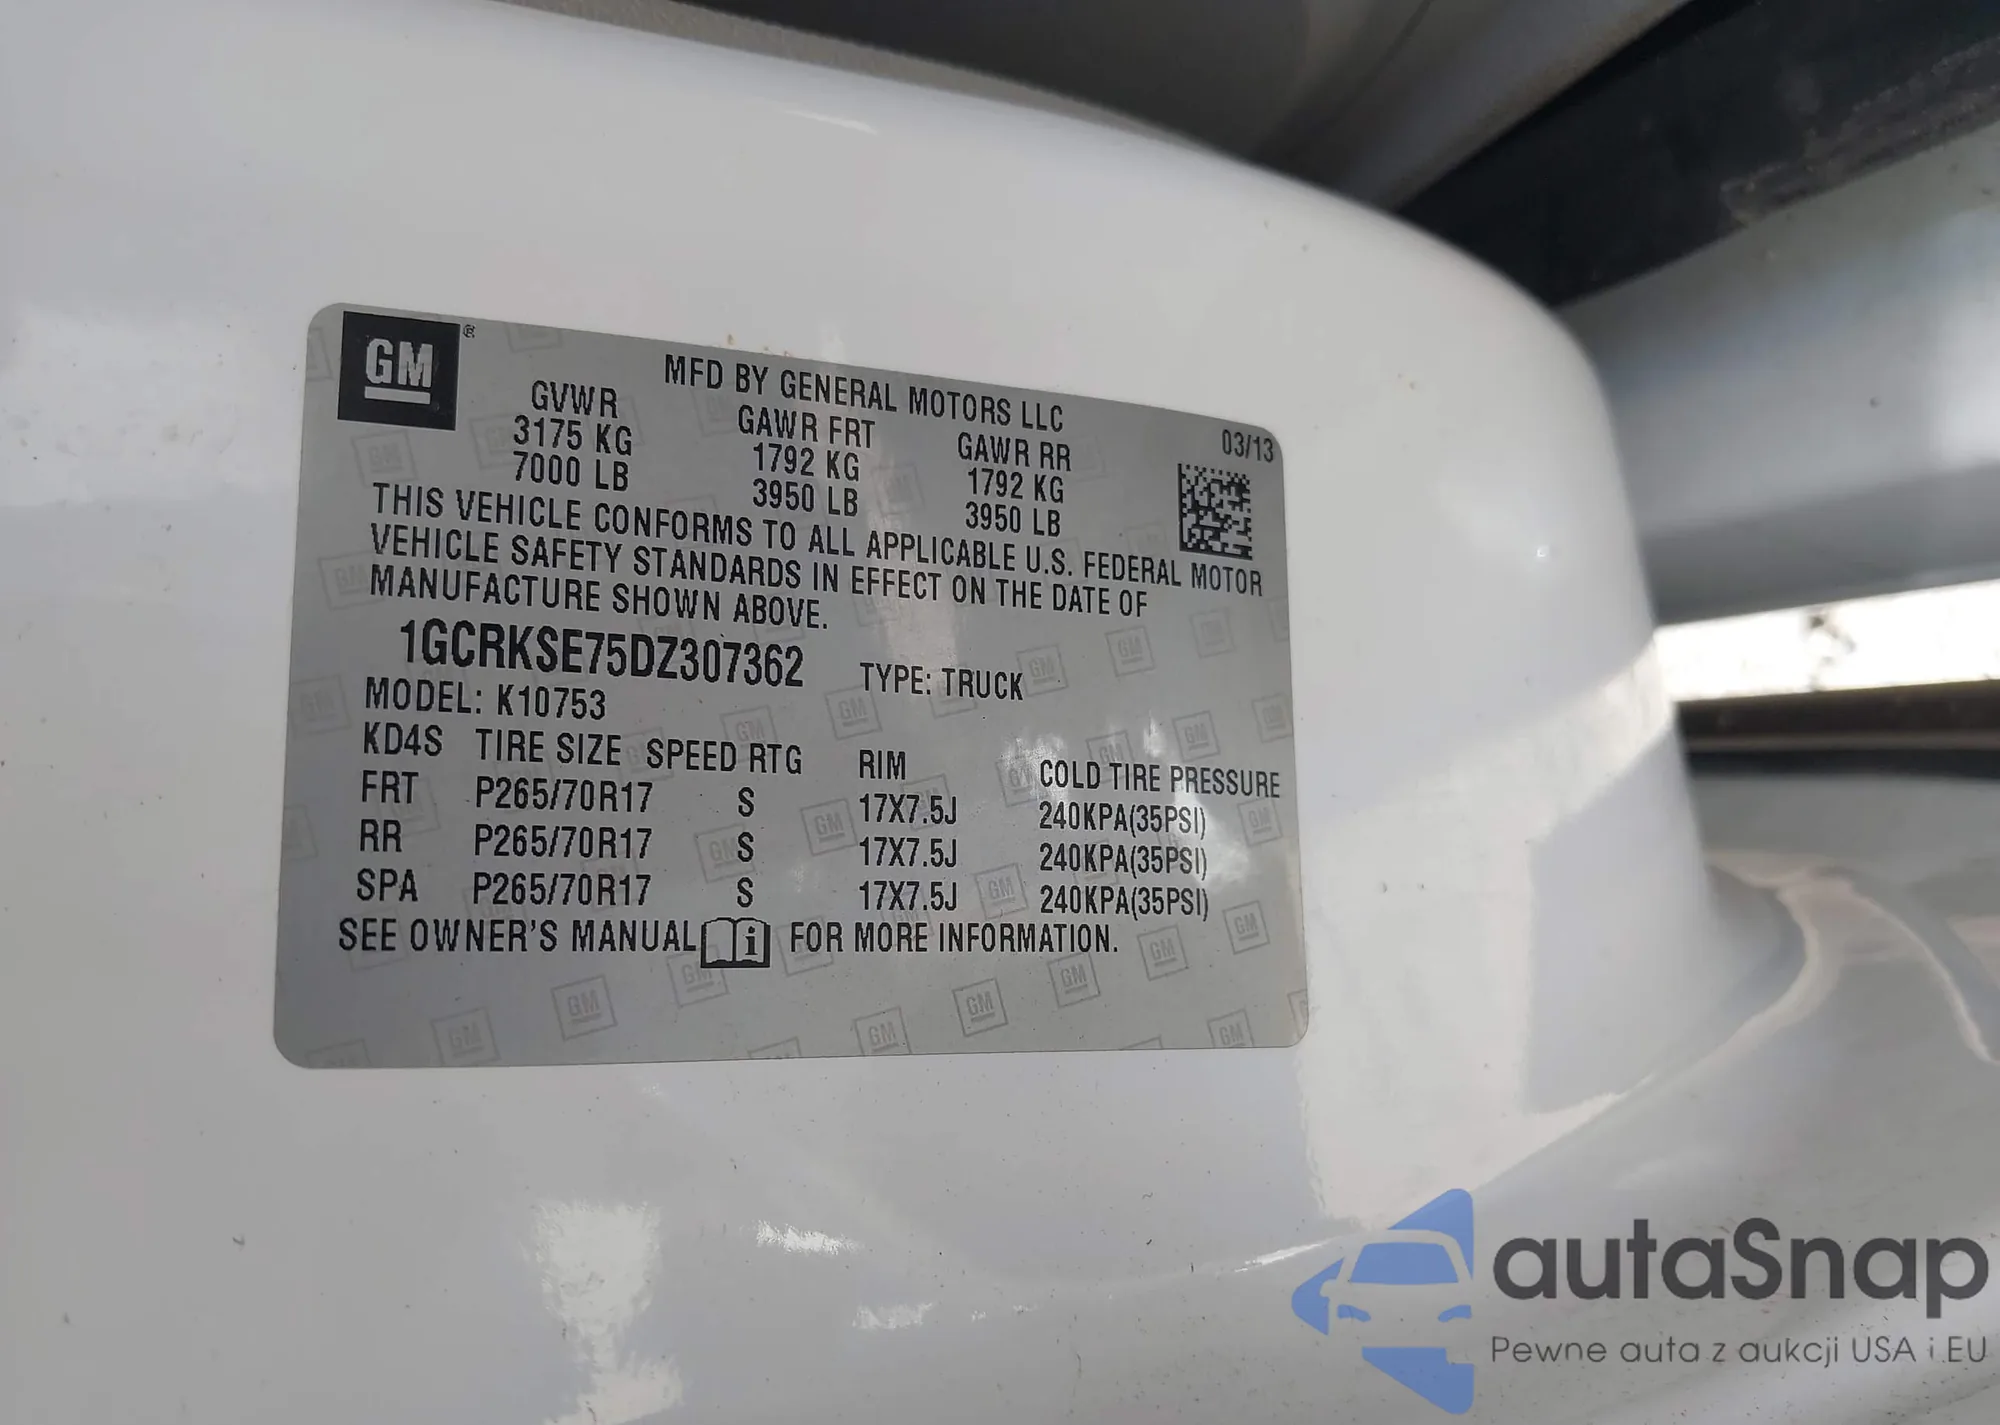 GM ®
MFD BY GENERAL MOTORS LLC
03/13
GVWR GAWR FRT GAWR RR
3175 KG 1792 KG 1792 KG
7000 LB 3950 LB 3950 LB
THIS VEHICLE CONFORMS TO ALL APPLICABLE U.S. FEDERAL MOTOR
VEHICLE SAFETY STANDARDS IN EFFECT ON THE DATE OF
MANUFACTURE SHOWN ABOVE.
1GCRKSE75DZ307362 TYPE: TRUCK
MODEL: K10753
KD4S TIRE SIZE SPEED RTG RIM COLD TIRE PRESSURE
FRT P265/70R17 S 17X7.5J 240KPA(35PSI)
RR P265/70R17 S 17X7.5J 240KPA(35PSI)
SPA P265/70R17 S 17X7.5J 240KPA(35PSI)
SEE OWNER'S MANUAL i FOR MORE INFORMATION.
autaSnap
Pewne auta z aukcji USA i EU